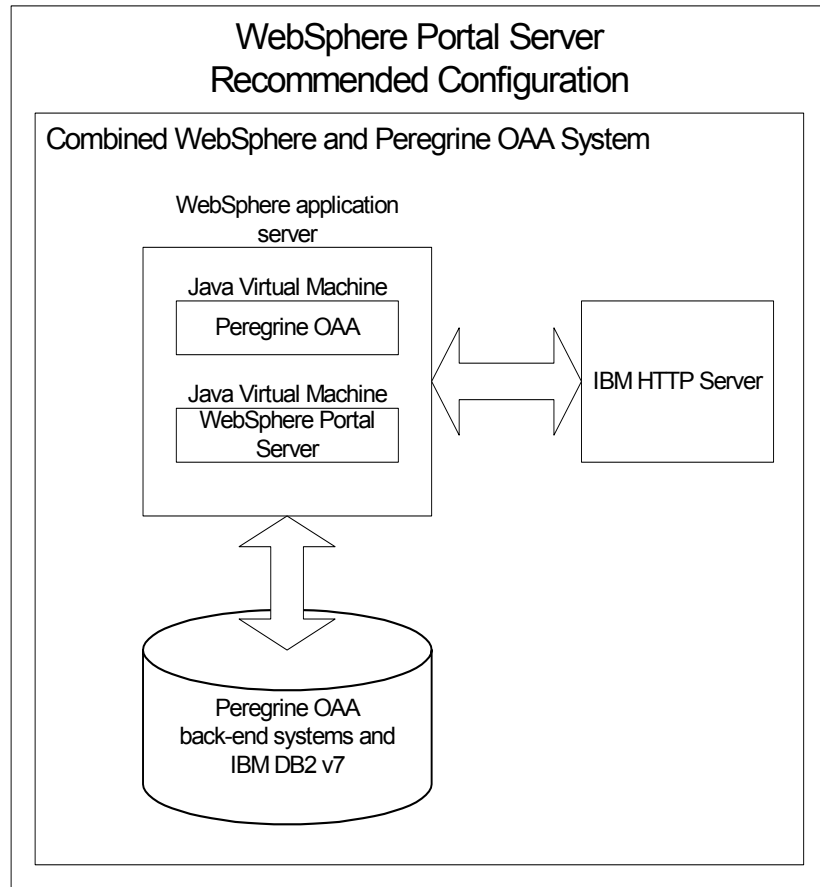 WebSphere Portal Server
Recommended Configuration
Combined WebSphere and Peregrine OAA System
WebSphere application
server
Java Virtual Machine
Peregrine OAA
Java Virtual Machine
WebSphere Portal
Server
IBM HTTP Server
Peregrine OAA
back-end systems and
IBM DB2 v7